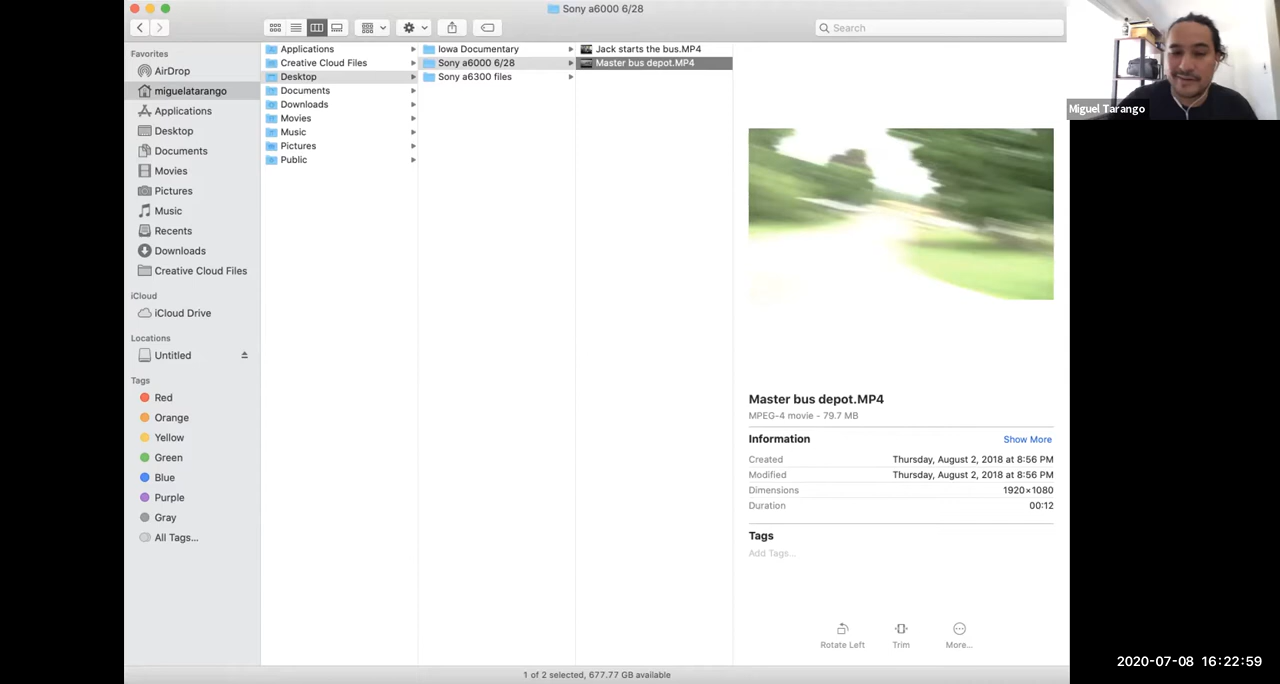 Sony a6000 6/28
Search
Favorites
AirDrop
miguelatarango
Applications
Desktop
Documents
Movies
Pictures
Music
Recents
Downloads
Creative Cloud Files
iCloud
iCloud Drive
Locations
Untitled
Tags
Red
Orange
Yellow
Green
Blue
Purple
Gray
All Tags...
Applications
Creative Cloud Files
Desktop
Documents
Downloads
Movies
Music
Pictures
Public
Iowa Documentary
Sony a6000 6/28
Sony a6300 files
Jack starts the bus.MP4
Master bus depot.MP4
Master bus depot.MP4
MPEG-4 movie - 79.7 MB
Information Show More
Created Thursday, August 2, 2018 at 8:56 PM
Modified Thursday, August 2, 2018 at 8:56 PM
Dimensions 1920×1080
Duration 00:12
Tags
Add Tags...
Rotate Left Trim More...
1 of 2 selected, 677.77 GB available
Miguel Tarango
2020-07-08 16:22:59